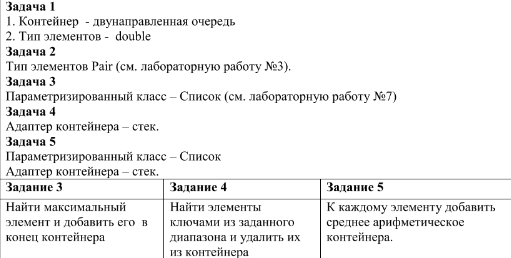 Задача 1
1. Контейнер - двунаправленная очередь
2. Тип элементов - double
Задача 2
Тип элементов Pair (см. лабораторную работу №3).
Задача 3
Параметризированный класс – Список (см. лабораторную работу №7)
Задача 4
Адаптер контейнера – стек.
Задача 5
Параметризированный класс – Список
Адаптер контейнера – стек.
Задание 3
Найти максимальный
элемент и добавить его в
конец контейнера
Задание 4
Найти элементы
ключами из заданного
диапазона и удалить их
из контейнера
Задание 5
К каждому элементу добавить
среднее арифметическое
контейнера.